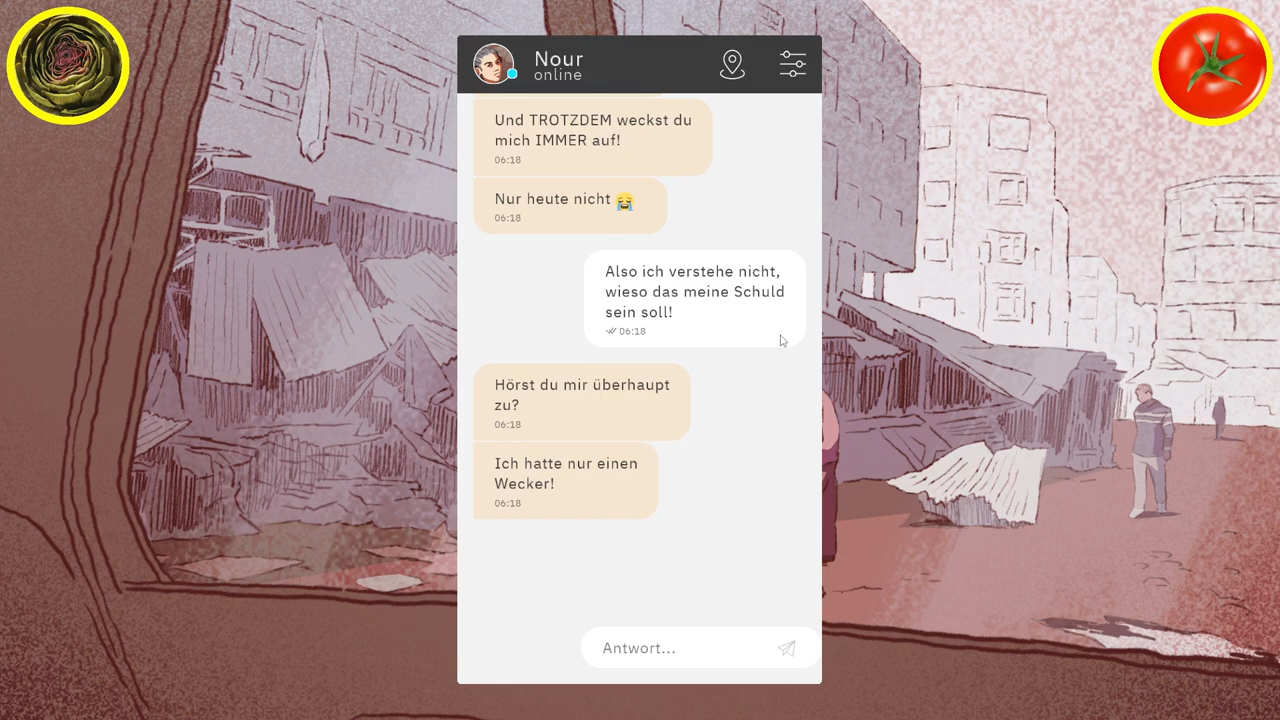 Nour
online
Und TROTZDEM weckst du
mich IMMER auf!
06:18
Nur heute nicht 😭
06:18
Also ich verstehe nicht,
wieso das meine Schuld
sein soll!
06:18
Hörst du mir überhaupt
zu?
06:18
Ich hatte nur einen
Wecker!
06:18
Antwort...